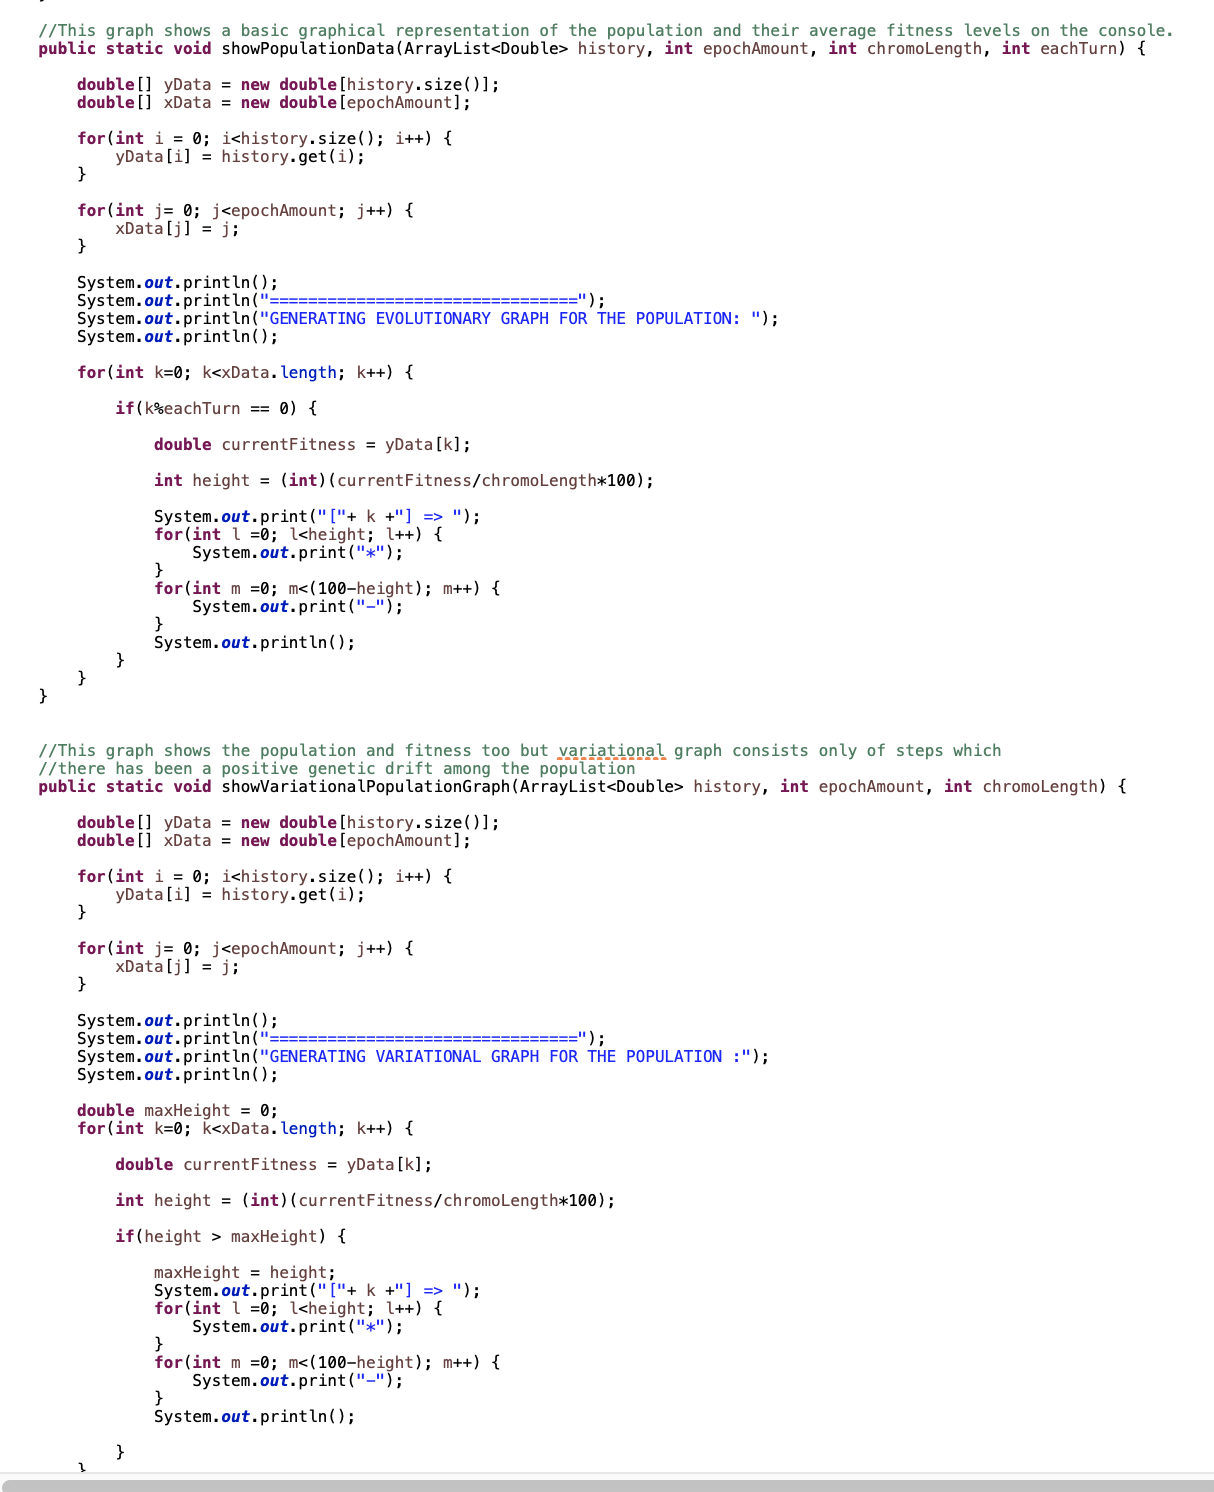 //This graph shows a basic graphical representation of the population and their average fitness levels on the console.
public static void showPopulationData(ArrayList<Double> history, int epochAmount, int chromoLength, int eachTurn) {
double[] yData = new double[history.size()];
double[] xData = new double[epochAmount];
for(int i = 0; i<history.size(); i++) {
yData[i] = history.get(i);
}
for(int j= 0; j<epochAmount; j++) {
xData[j] = j;
}
System.out.println();
System.out.println("================================");
System.out.println("GENERATING EVOLUTIONARY GRAPH FOR THE POPULATION: ");
System.out.println();
for(int k=0; k<xData.length; k++) {
if(k%eachTurn == 0) {
double currentFitness = yData[k];
int height = (int)(currentFitness/chromoLength*100);
System.out.print("["+ k +"] => ");
for(int l =0; l<height; l++) {
System.out.print("*");
}
for(int m =0; m<(100-height); m++) {
System.out.print("-");
}
System.out.println();
}
}
}
//This graph shows the population and fitness too but variational graph consists only of steps which
//there has been a positive genetic drift among the population
public static void showVariationalPopulationGraph(ArrayList<Double> history, int epochAmount, int chromoLength) {
double[] yData = new double[history.size()];
double[] xData = new double[epochAmount];
for(int i = 0; i<history.size(); i++) {
yData[i] = history.get(i);
}
for(int j= 0; j<epochAmount; j++) {
xData[j] = j;
}
System.out.println();
System.out.println("================================");
System.out.println("GENERATING VARIATIONAL GRAPH FOR THE POPULATION :");
System.out.println();
double maxHeight = 0;
for(int k=0; k<xData.length; k++) {
double currentFitness = yData[k];
int height = (int)(currentFitness/chromoLength*100);
if(height > maxHeight) {
maxHeight = height;
System.out.print("["+ k +"] => ");
for(int l =0; l<height; l++) {
System.out.print("*");
}
for(int m =0; m<(100-height); m++) {
System.out.print("-");
}
System.out.println();
}
}